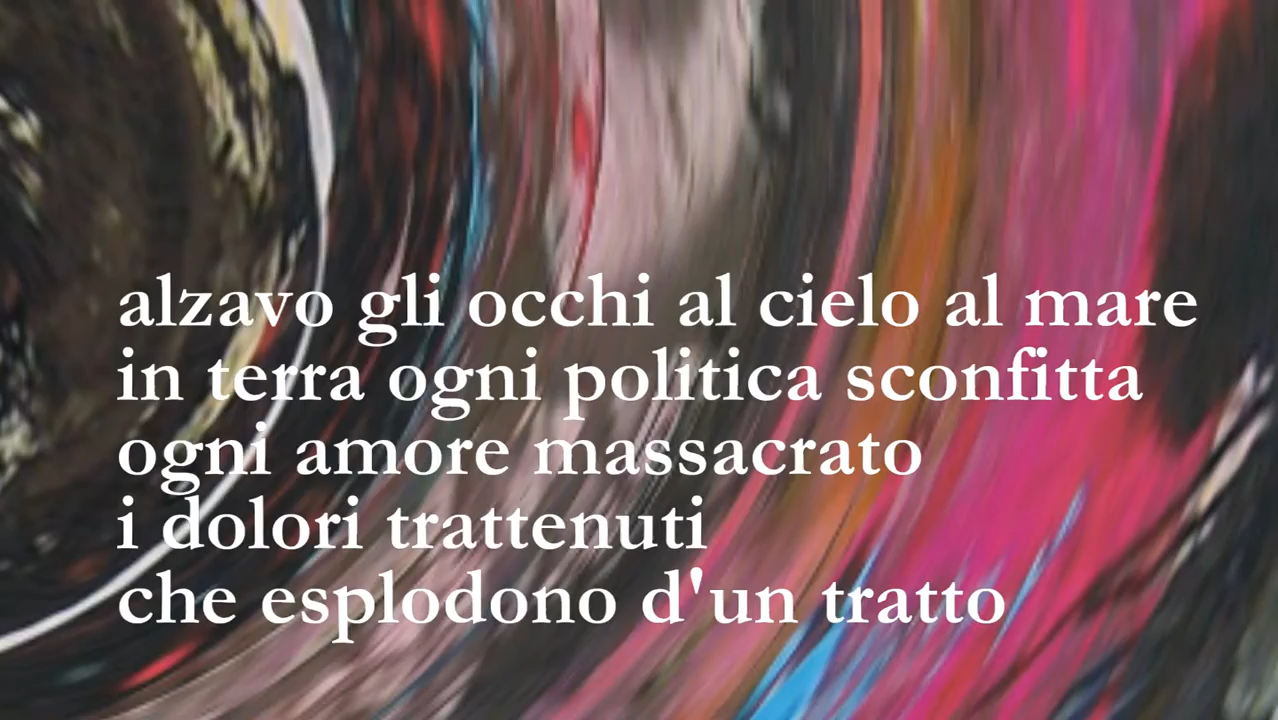 alzavo gli occhi al cielo al mare
in terra ogni politica sconfitta
ogni amore massacrato
i dolori trattenuti
che esplodono d'un tratto